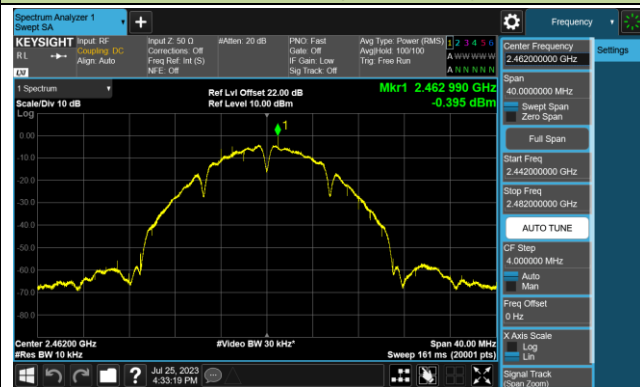 Spectrum Analyzer 1
Swept SA
Frequency
KEYSIGHT
RL
LXI
Input: RF
Coupling: DC
Align: Auto
Input Z: 50 Ω
Corrections: Off
Freq Ref: Int (S)
NFE: Off
#Atten: 20 dB
PNO: Fast
Gate: Off
IF Gain: Low
Sig Track: Off
Avg Type: Power (RMS)
Avg|Hold: 100/100
Trig: Free Run
1 2 3 4 5 6
A W W W W W
A N N N N N
Center Frequency
2.462000000 GHz
Settings
Span
40.0000000 MHz
Swept Span
Zero Span
Full Span
Start Freq
2.442000000 GHz
Stop Freq
2.482000000 GHz
AUTO TUNE
CF Step
4.000000 MHz
Auto
Man
Freq Offset
0 Hz
X Axis Scale
Log
Lin
Signal Track
(Span Zoom)
1 Spectrum
Scale/Div 10 dB
Log
Ref Lvl Offset 22.00 dB
Ref Level 10.00 dBm
Mkr1 2.462 990 GHz
-0.395 dBm
1
0.00
-10.0
-20.0
-30.0
-40.0
-50.0
-60.0
-70.0
-80.0
Center 2.46200 GHz
#Res BW 10 kHz
#Video BW 30 kHz*
Span 40.00 MHz
Sweep 161 ms (20001 pts)
Jul 25, 2023
4:33:19 PM